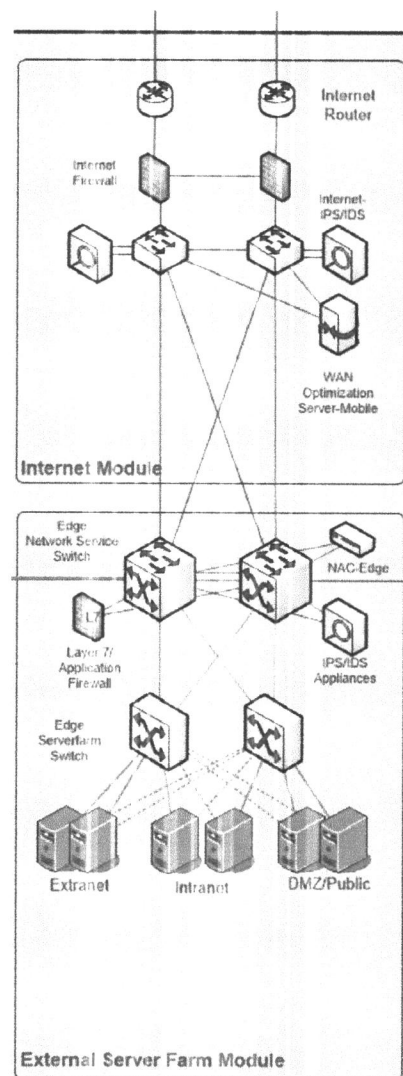 Internet
Router
Internet
Firewall
Internet-
IPS/IDS
WAN
Optimization
Server-Mobile
Internet Module
Edge
Network Service
Switch
NAC-Edge
L7
Layer 7/
Application
Firewall
IPS/IDS
Appliances
Edge
Serverfarm
Switch
Extranet
Intranet
DMZ/Public
External Server Farm Module